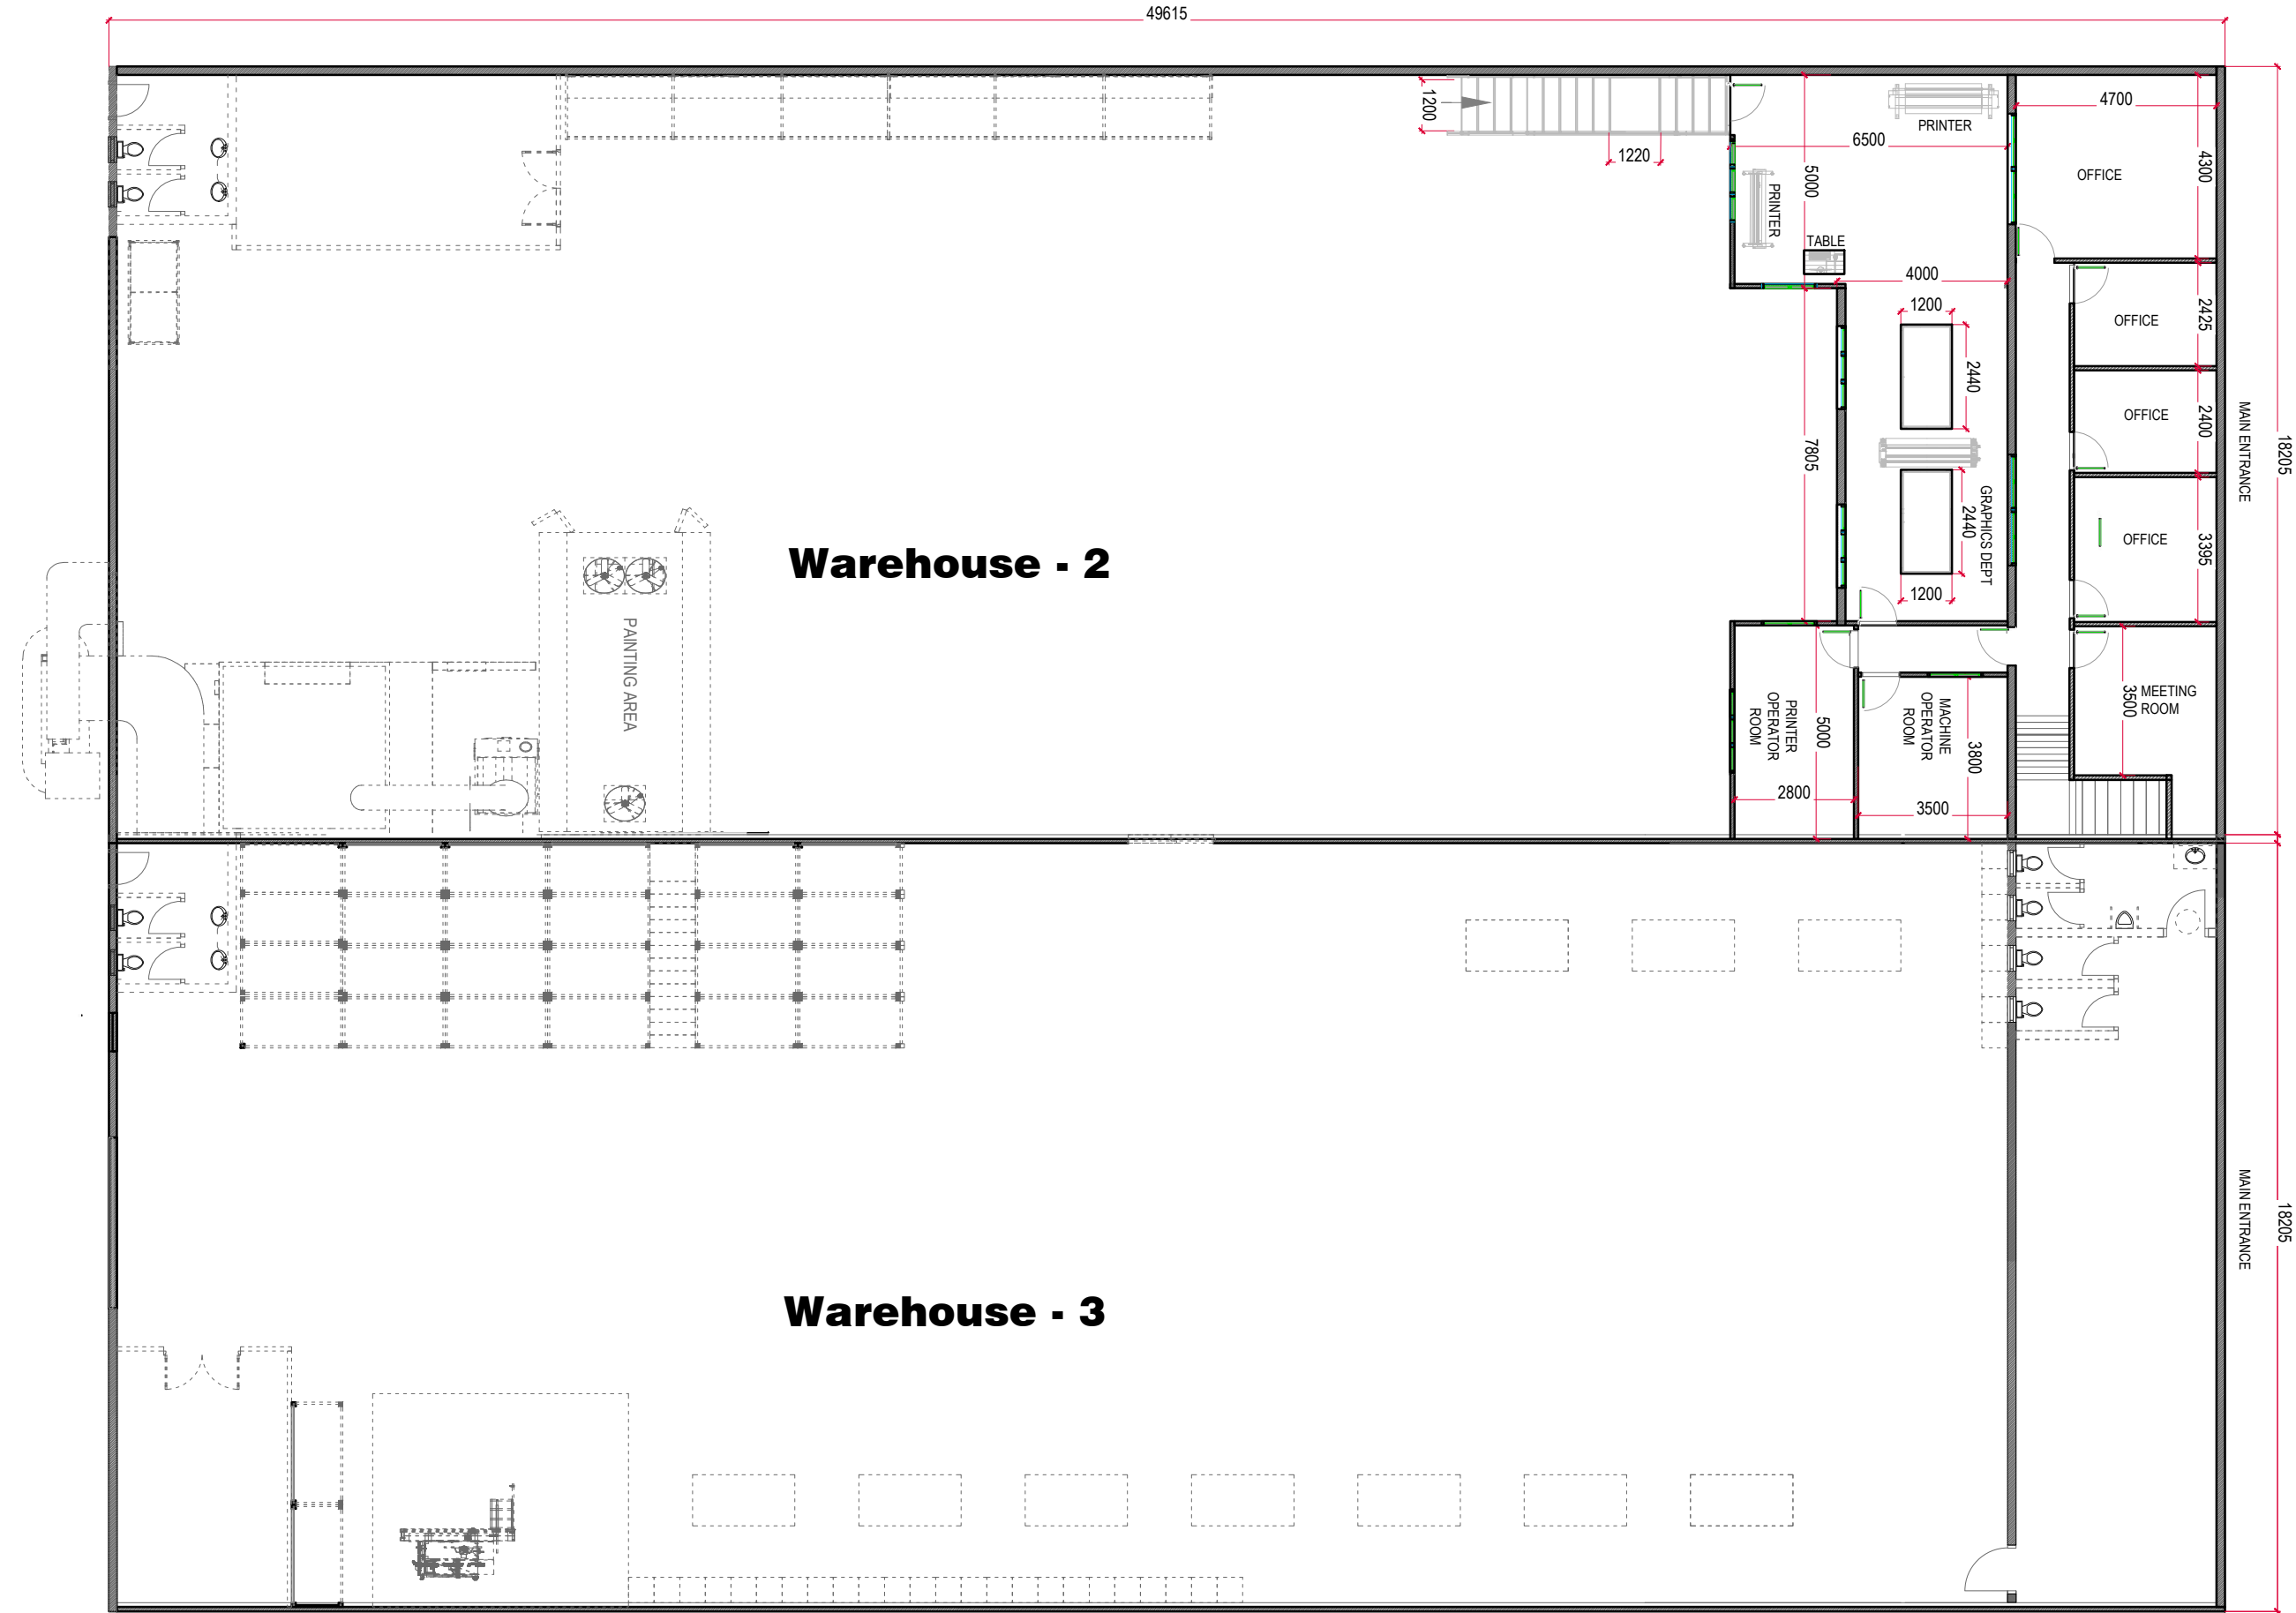 49615
1200
1220
PRINTER
4700
6500
4300
OFFICE
5000
PRINTER
TABLE
4000
1200
2425
OFFICE
2440
2400
OFFICE
MAIN ENTRANCE
18205
7805
GRAPHICS DEPT
2440
OFFICE
3395
1200
Warehouse - 2
PAINTING AREA
PRINTER
OPERATOR
ROOM
5000
2800
MACHINE
OPERATOR
ROOM
3800
3500
3500
MEETING
ROOM
MAIN ENTRANCE
18205
Warehouse - 3